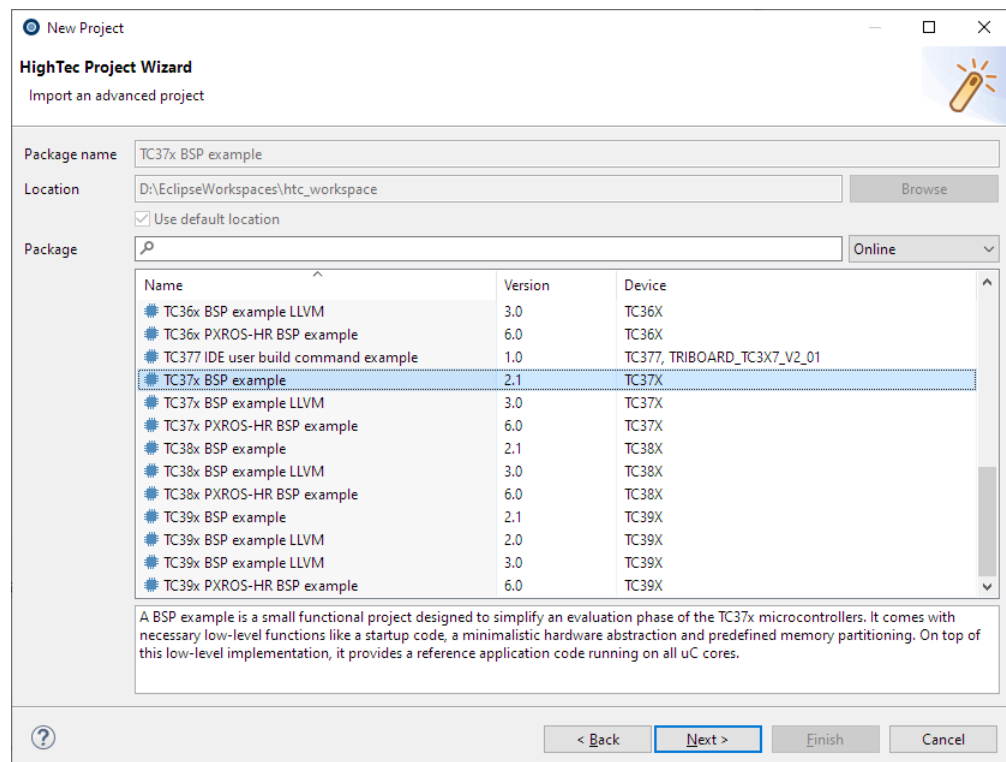 New Project
HighTec Project Wizard
Import an advanced project
Package name TC37x BSP example
Location D:\EclipseWorkspaces\htc_workspace Browse
Use default location
Package Online
Name Version Device
TC36x BSP example LLVM 3.0 TC36X
TC36x PXROS-HR BSP example 6.0 TC36X
TC377 IDE user build command example 1.0 TC377, TRIBOARD_TC3X7_V2_01
TC37x BSP example 2.1 TC37X
TC37x BSP example LLVM 3.0 TC37X
TC37x PXROS-HR BSP example 6.0 TC37X
TC38x BSP example 2.1 TC38X
TC38x BSP example LLVM 3.0 TC38X
TC38x PXROS-HR BSP example 6.0 TC38X
TC39x BSP example 2.1 TC39X
TC39x BSP example LLVM 2.0 TC39X
TC39x BSP example LLVM 3.0 TC39X
TC39x PXROS-HR BSP example 6.0 TC39X
A BSP example is a small functional project designed to simplify an evaluation phase of the TC37x microcontrollers. It comes with
necessary low-level functions like a startup code, a minimalistic hardware abstraction and predefined memory partitioning. On top of
this low-level implementation, it provides a reference application code running on all uC cores.
? < Back Next > Finish Cancel